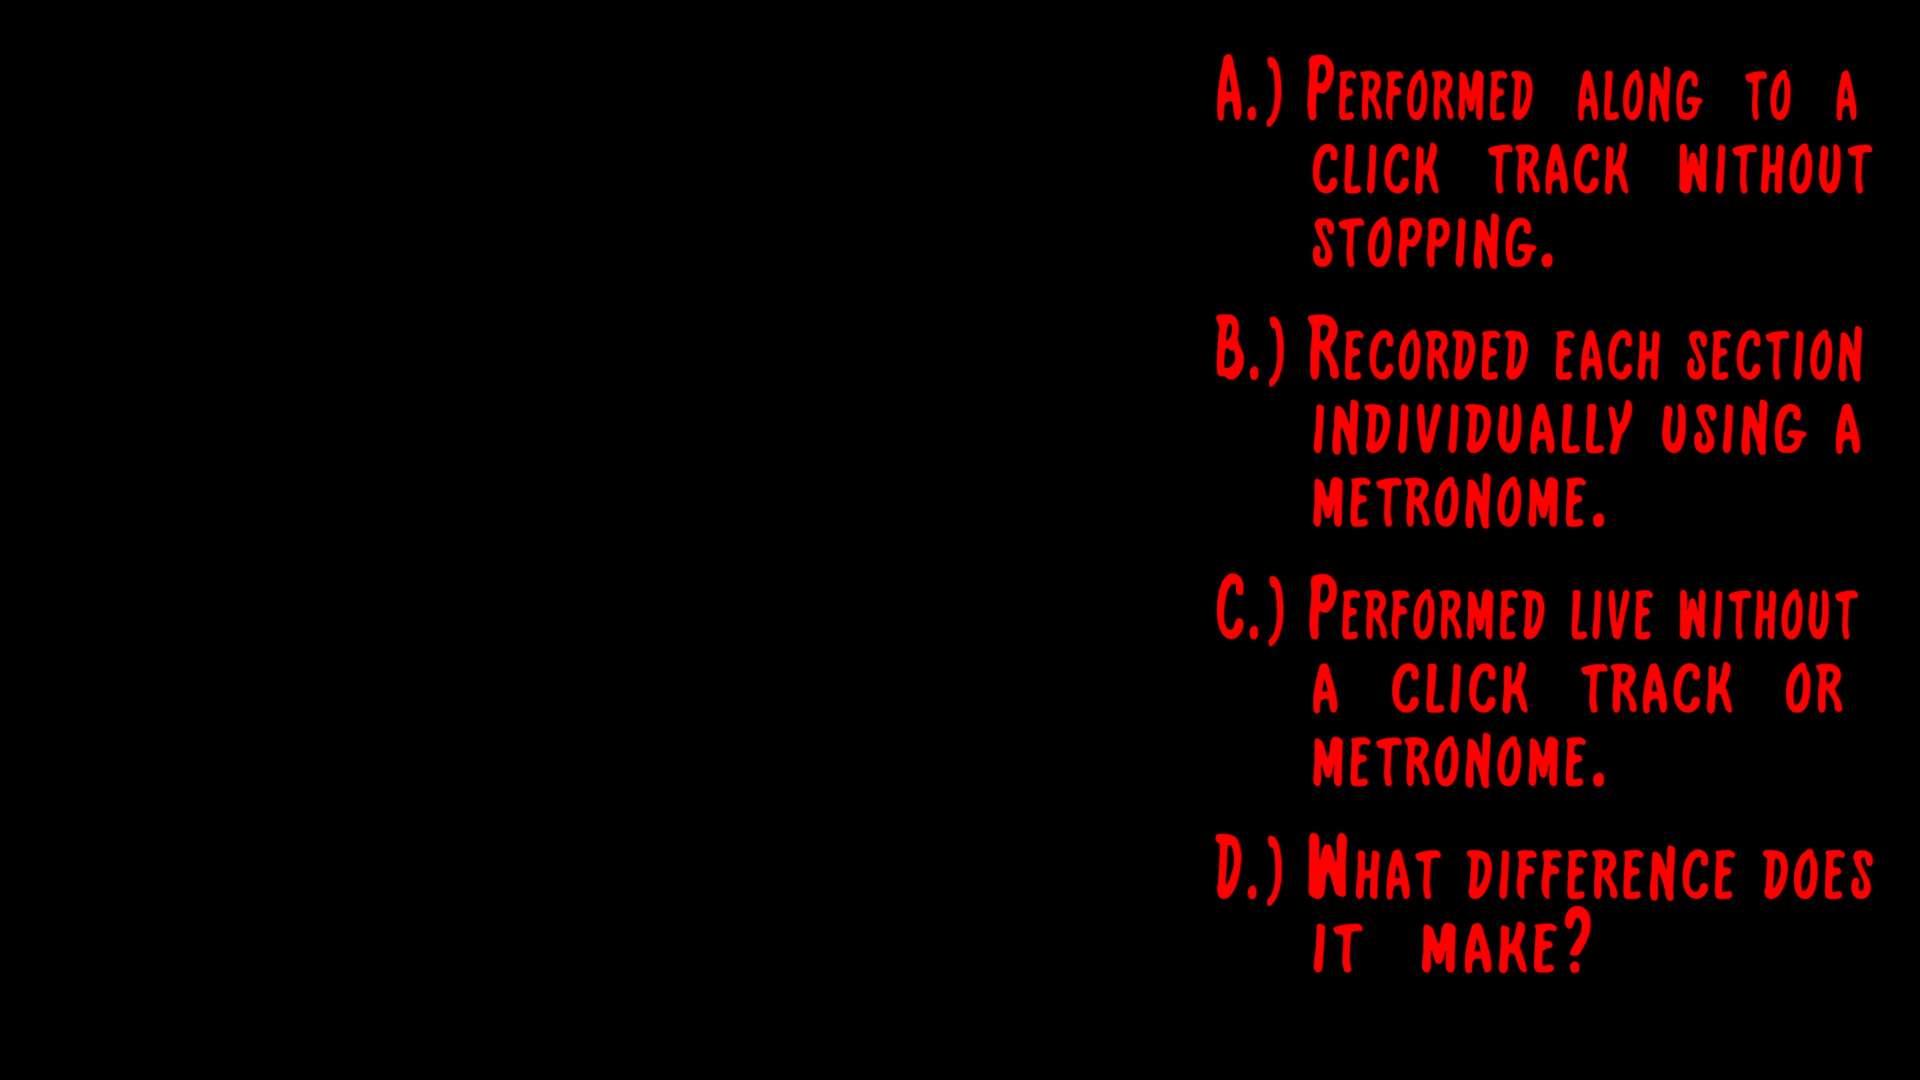 A.) Performed along to a
click track without
stopping.
B.) Recorded each section
individually using a
metronome.
C.) Performed live without
a click track or
metronome.
D.) What difference does
it make?